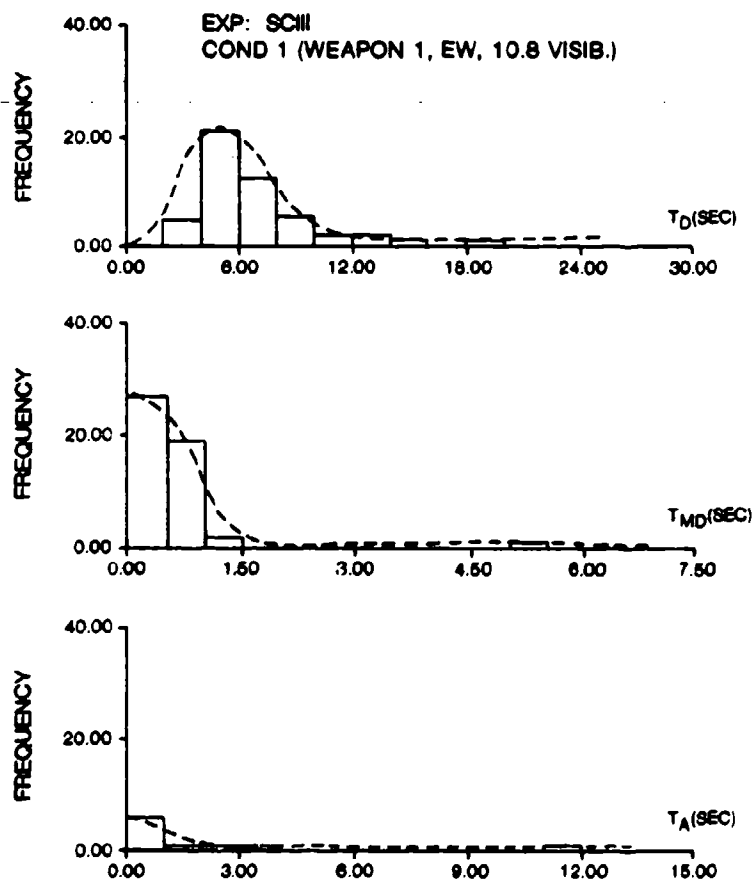 EXP: SCIII
COND 1 (WEAPON 1, EW, 10.8 VISIB.)
40.00
20.00
0.00
FREQUENCY
TD(SEC)
0.00 6.00 12.00 18.00 24.00 30.00
40.00
20.00
0.00
FREQUENCY
TMD(SEC)
0.00 1.50 3.00 4.50 6.00 7.50
40.00
20.00
0.00
FREQUENCY
TA(SEC)
0.00 3.00 6.00 9.00 12.00 15.00